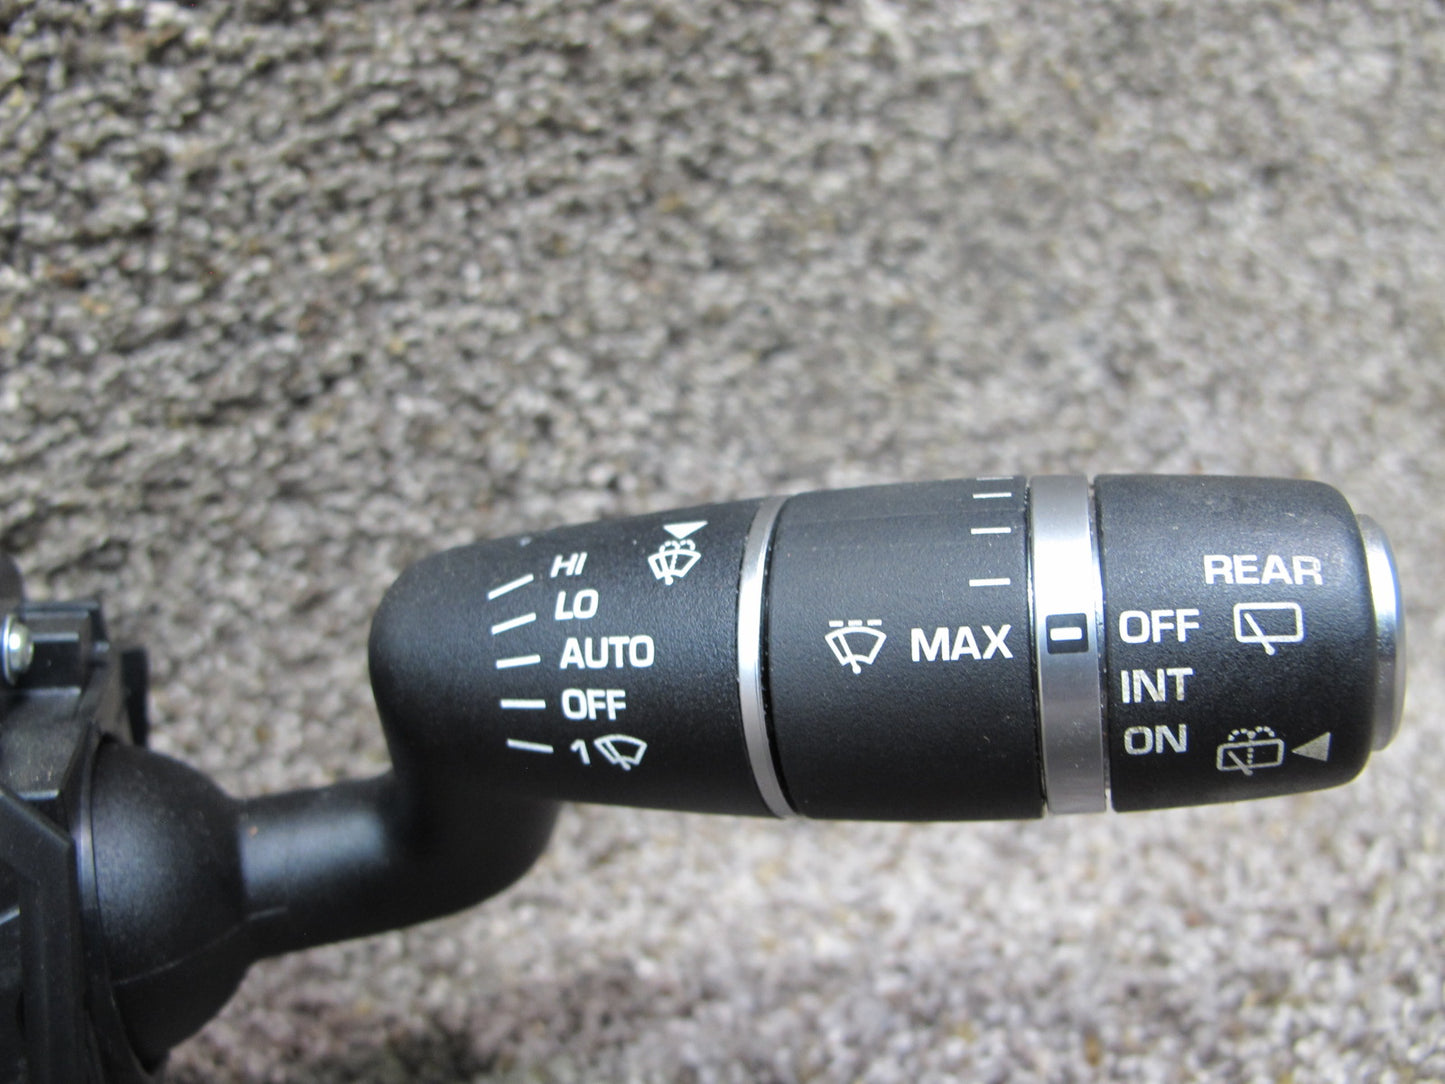 HI
LO
AUTO
OFF
1
MAX
REAR
OFF
INT
ON